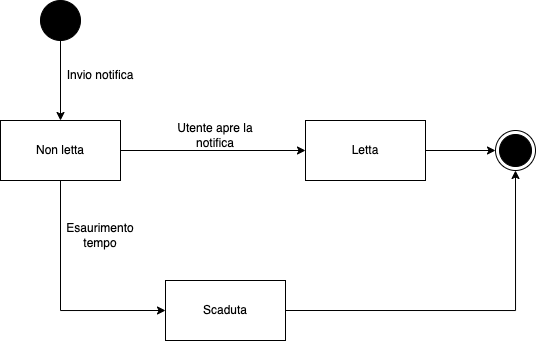 Invio notifica
Utente apre la
notifica
Non letta
Letta
Esaurimento
tempo
Scaduta